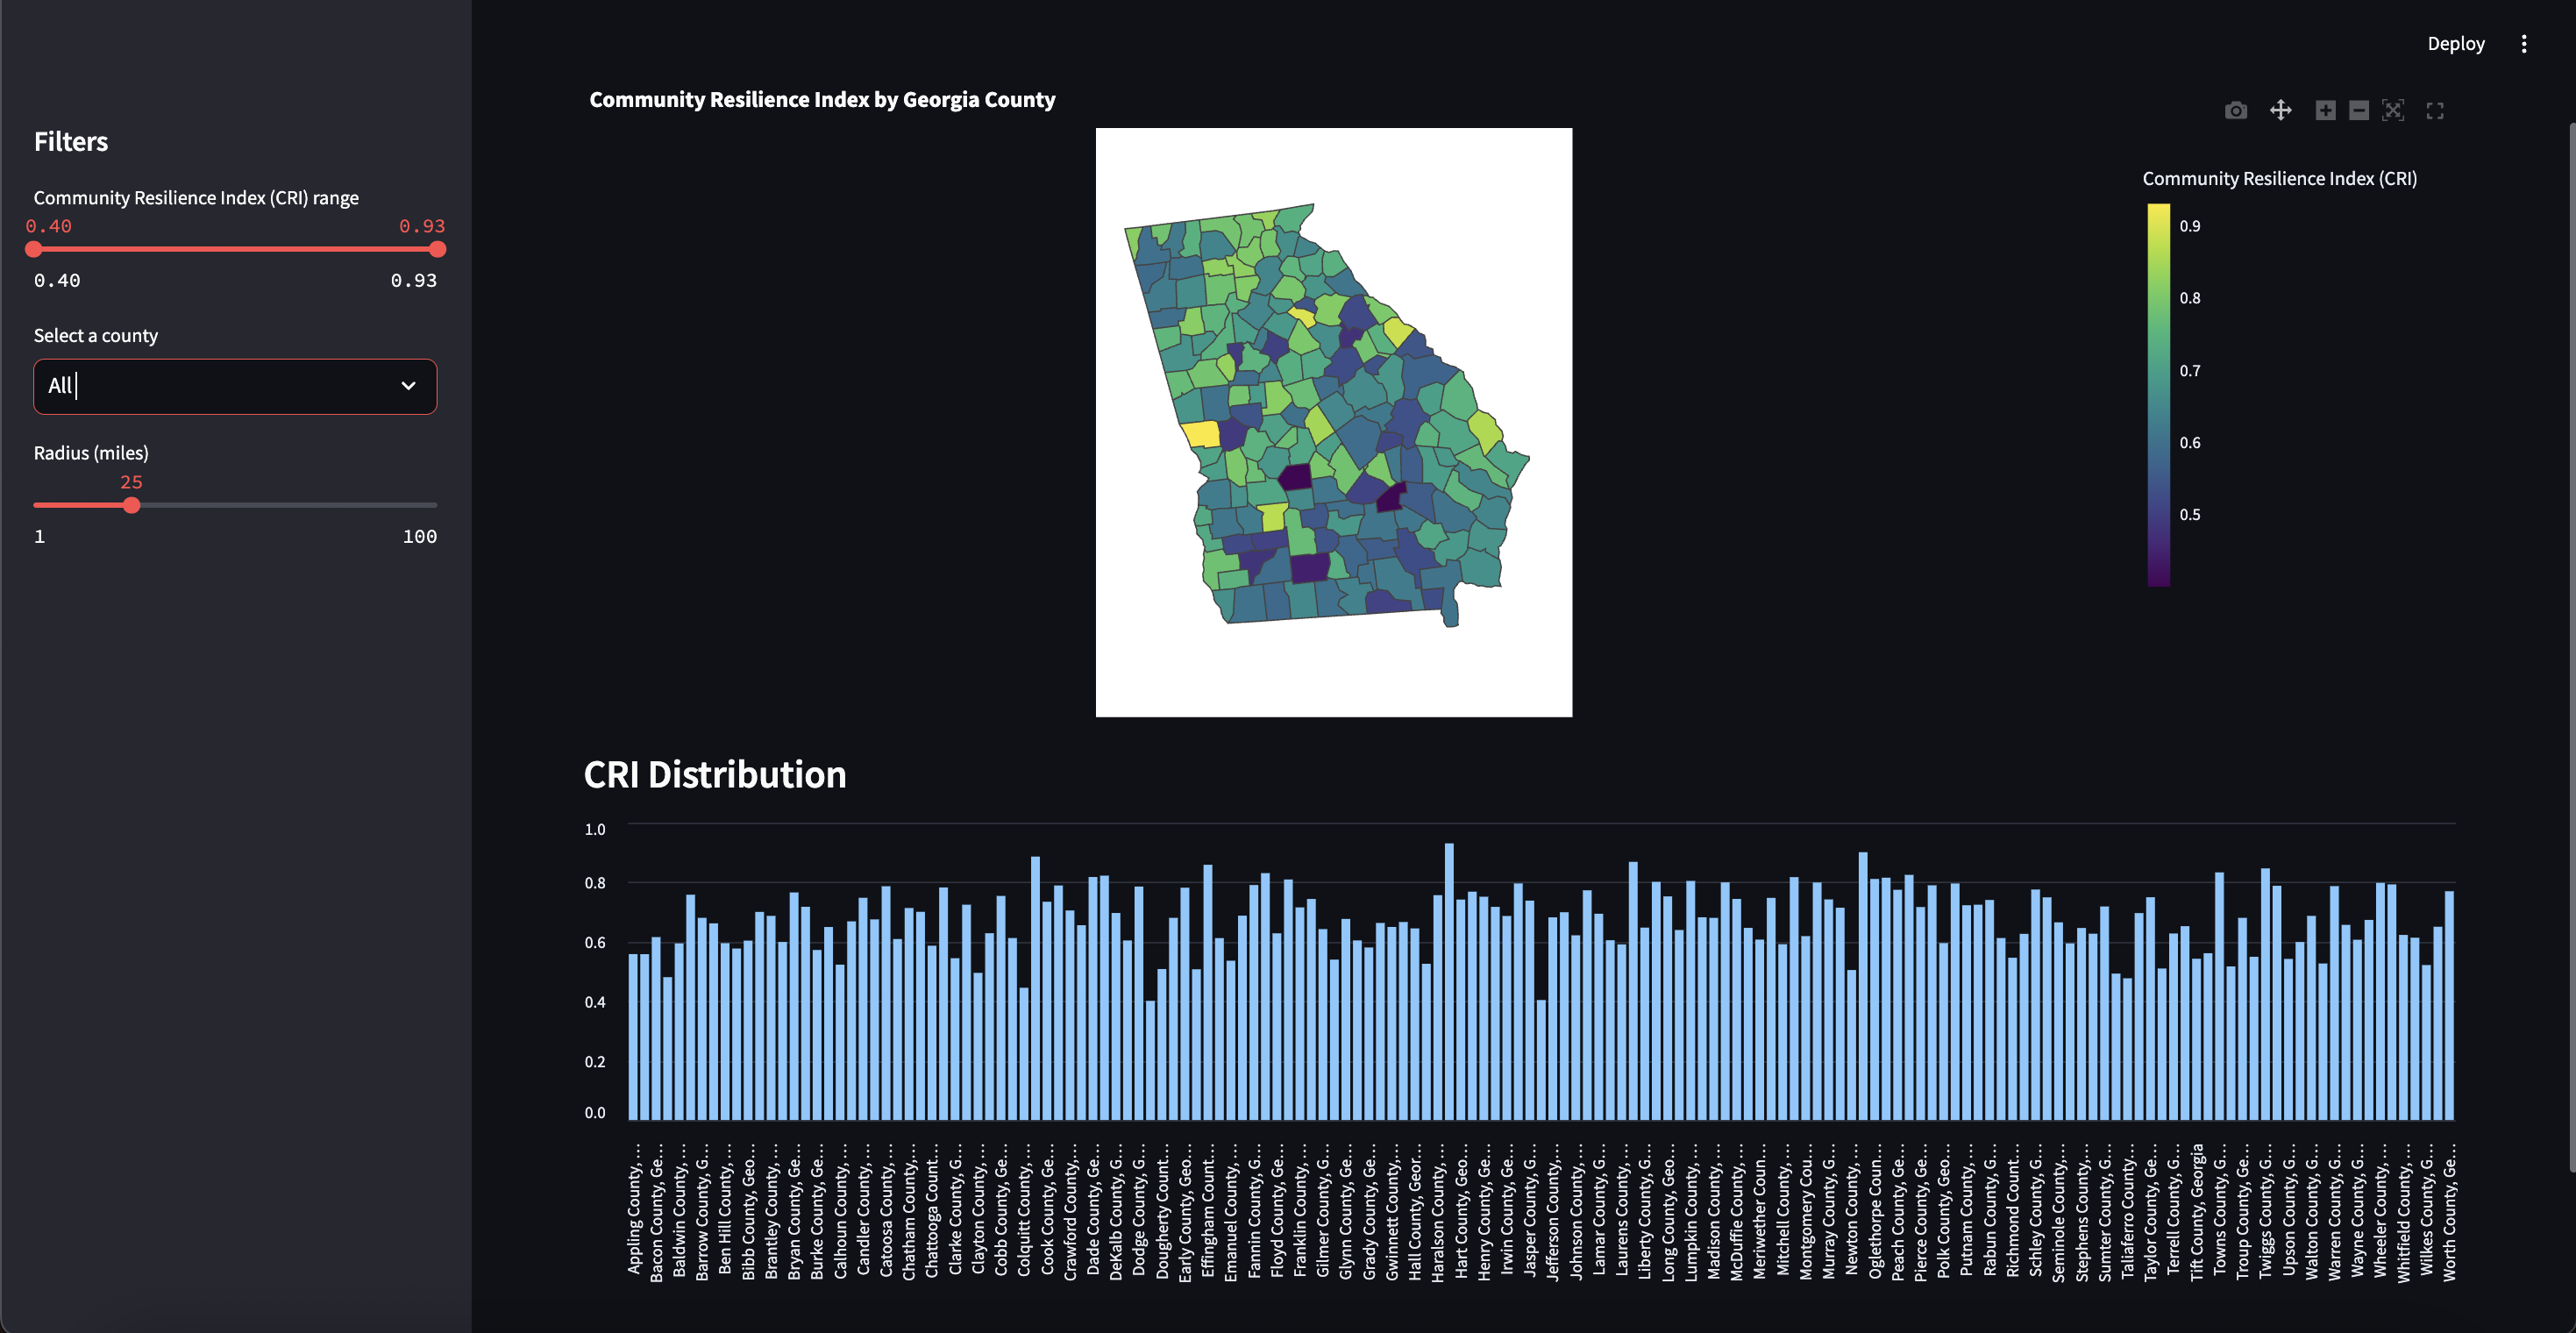 Deploy
Filters
Community Resilience Index (CRI) range
0.40 0.93
0.40 0.93
Select a county
All
Radius (miles)
25
1 100
Community Resilience Index by Georgia County
Community Resilience Index (CRI)
0.9
0.8
0.7
0.6
0.5
CRI Distribution
1.0
0.8
0.6
0.4
0.2
0.0
Appling County, ...
Bacon County, Ge...
Baldwin County, ...
Barrow County, G...
Ben Hill County, ...
Bibb County, Geo...
Brantley County, ...
Bryan County, Ge...
Burke County, Ge...
Calhoun County, ...
Candler County, ...
Catoosa County, ...
Chatham County,...
Chattooga Count...
Clarke County, G...
Clayton County, ...
Cobb County, Ge...
Colquitt County, ...
Cook County, Ge...
Crawford County,...
Dade County, Ge...
DeKalb County, G...
Dodge County, G...
Dougherty Count...
Early County, Geo...
Effingham Count...
Emanuel County, ...
Fannin County, G...
Floyd County, Ge...
Franklin County, ...
Gilmer County, G...
Glynn County, Ge...
Grady County, Ge...
Gwinnett County,...
Hall County, Geor...
Haralson County, ...
Hart County, Geo...
Henry County, Ge...
Irwin County, Ge...
Jasper County, G...
Jefferson County,...
Johnson County, ...
Lamar County, G...
Laurens County, ...
Liberty County, G...
Long County, Geo...
Lumpkin County, ...
Madison County, ...
McDuffie County, ...
Meriwether Coun...
Mitchell County, ...
Montgomery Cou...
Murray County, G...
Newton County, ...
Oglethorpe Coun...
Peach County, Ge...
Pierce County, Ge...
Polk County, Geo...
Putnam County, ...
Rabun County, G...
Richmond Count...
Schley County, G...
Seminole County,...
Stephens County,...
Sumter County, G...
Taliaferro County...
Taylor County, Ge...
Terrell County, G...
Tift County, Georgia
Towns County, G...
Troup County, Ge...
Twiggs County, G...
Upson County, G...
Walton County, G...
Warren County, G...
Wayne County, G...
Wheeler County, ...
Whitfield County, ...
Wilkes County, G...
Worth County, Ge...